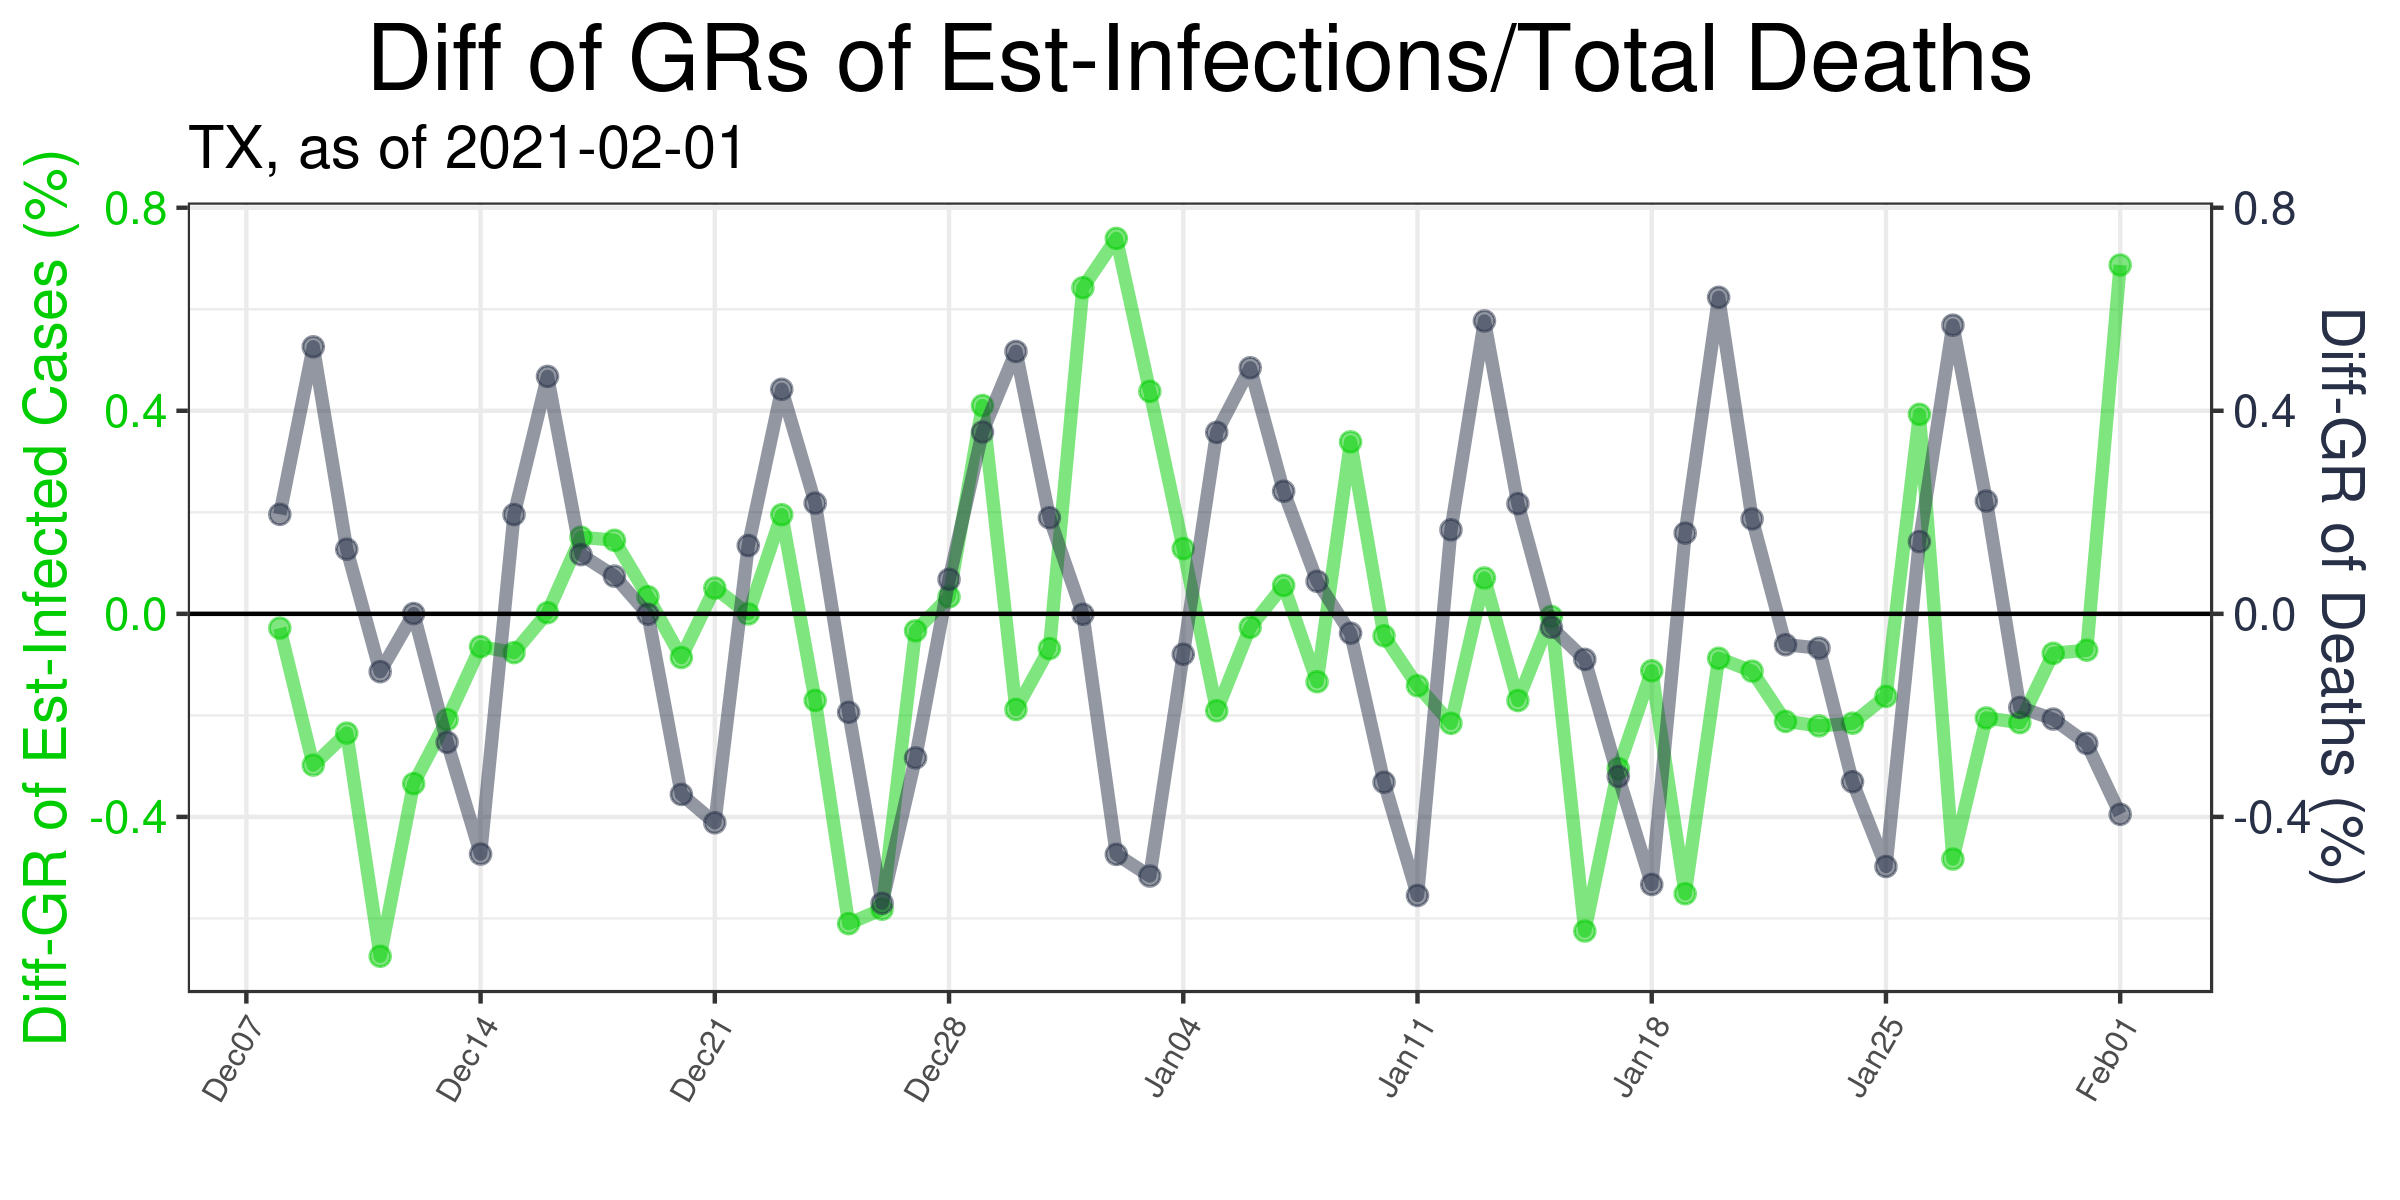 Diff of GRs of Est-Infections/Total Deaths
TX, as of 2021-02-01
Diff-GR of Est-Infected Cases (%)
0.8
0.4
0.0
-0.4
0.8
0.4
0.0
-0.4
Diff-GR of Deaths (%)
Dec07
Dec14
Dec21
Dec28
Jan04
Jan11
Jan18
Jan25
Feb01